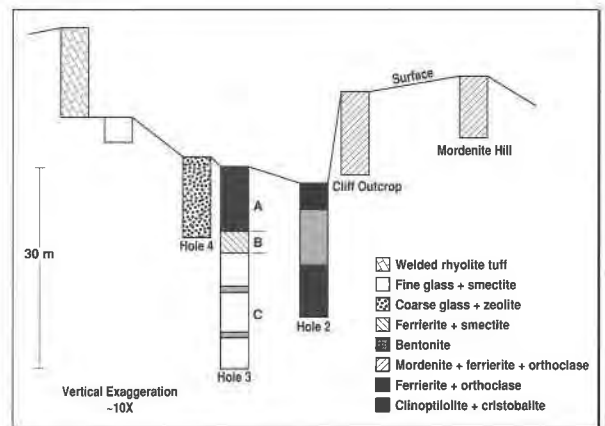 Surface
Mordenite Hill
Cliff Outcrop
A
Hole 4
B
30 m
C
Hole 2
Hole 3
Vertical Exaggeration
~10X
Welded rhyolite tuff
Fine glass + smectite
Coarse glass + zeolite
Ferrierite + smectite
Bentonite
Mordenite + ferrierite + orthoclase
Ferrierite + orthoclase
Clinoptilolite + cristobalite